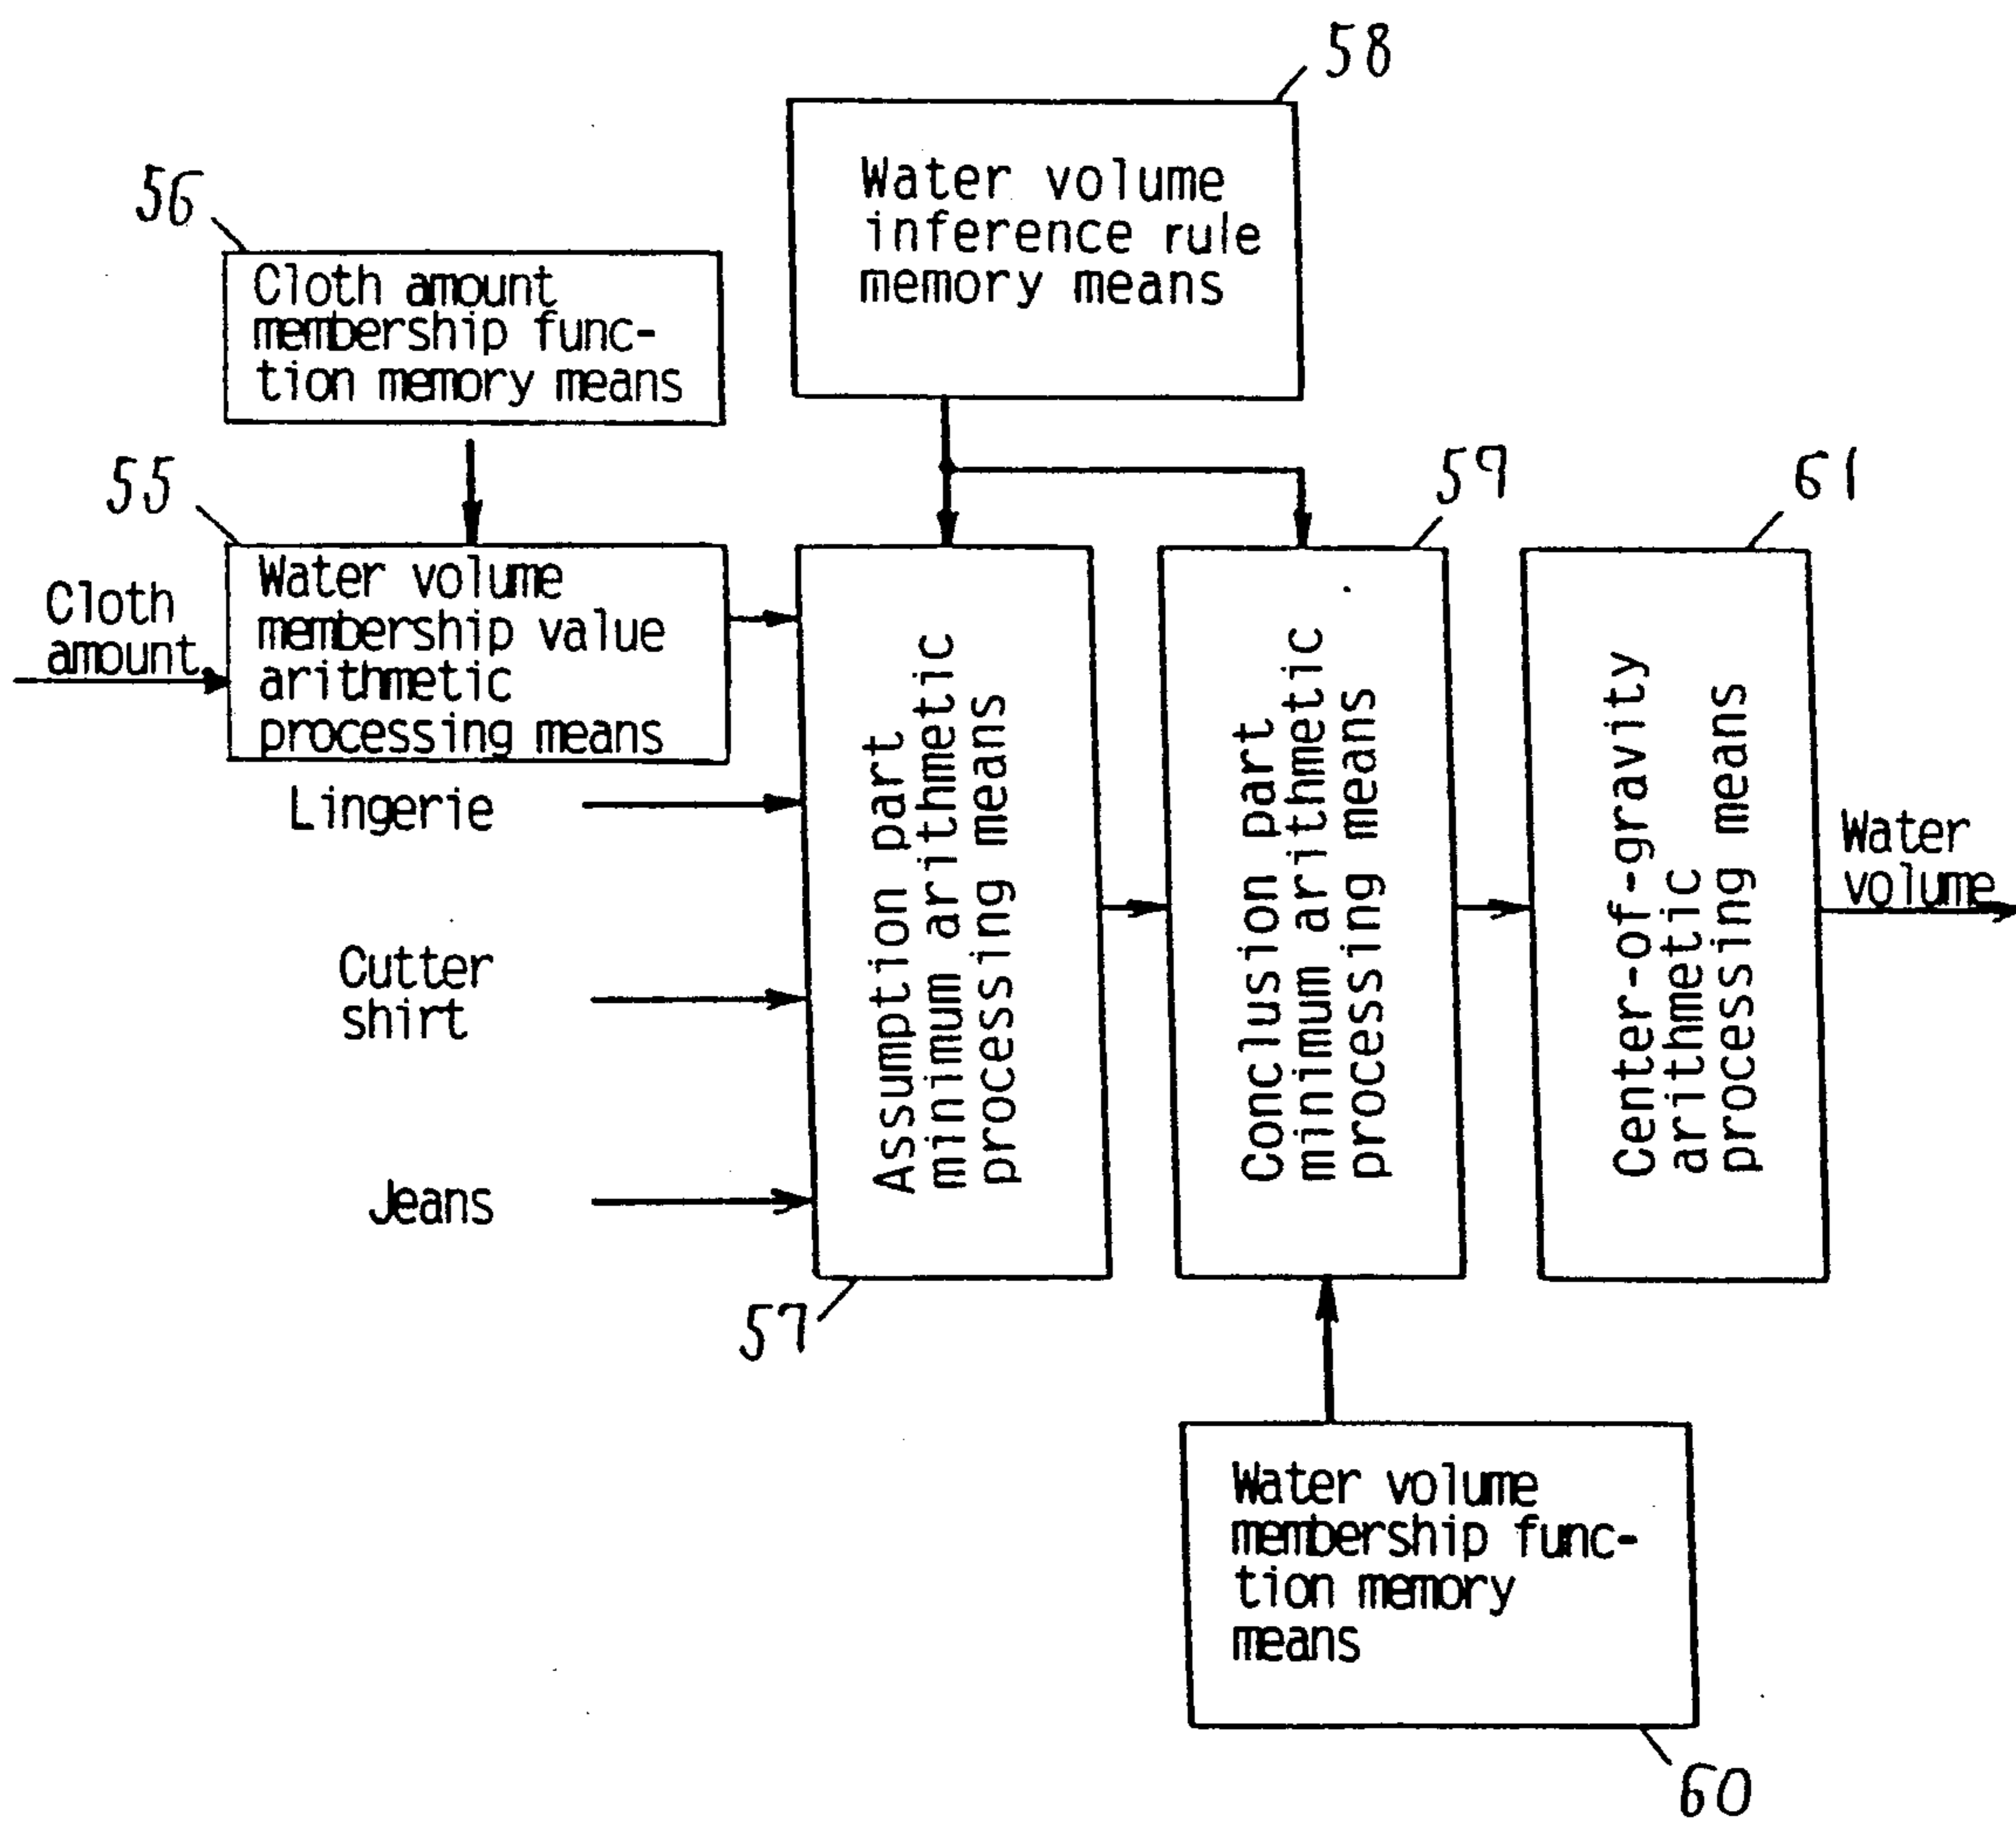 58
Water volume
inference rule
memory means
56
Cloth amount
membership func-
tion memory means
55
Water volume
membership value
arithmetic
processing means
Cloth
amount
59
61
Lingerie
Cutter
shirt
Jeans
Assumption part
minimum arithmetic
processing means
57
Conclusion part
minimum arithmetic
processing means
Center-of-gravity
arithmetic
processing means
Water
volume
Water volume
membership func-
tion memory
means
60